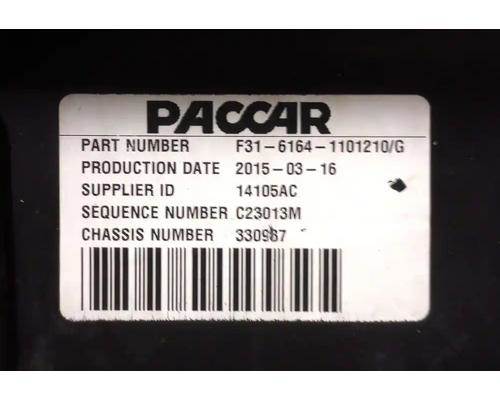 PACCAR
PART NUMBER F31-6164-1101210/G
PRODUCTION DATE 2015-03-16
SUPPLIER ID 14105AC
SEQUENCE NUMBER C23013M
CHASSIS NUMBER 330987